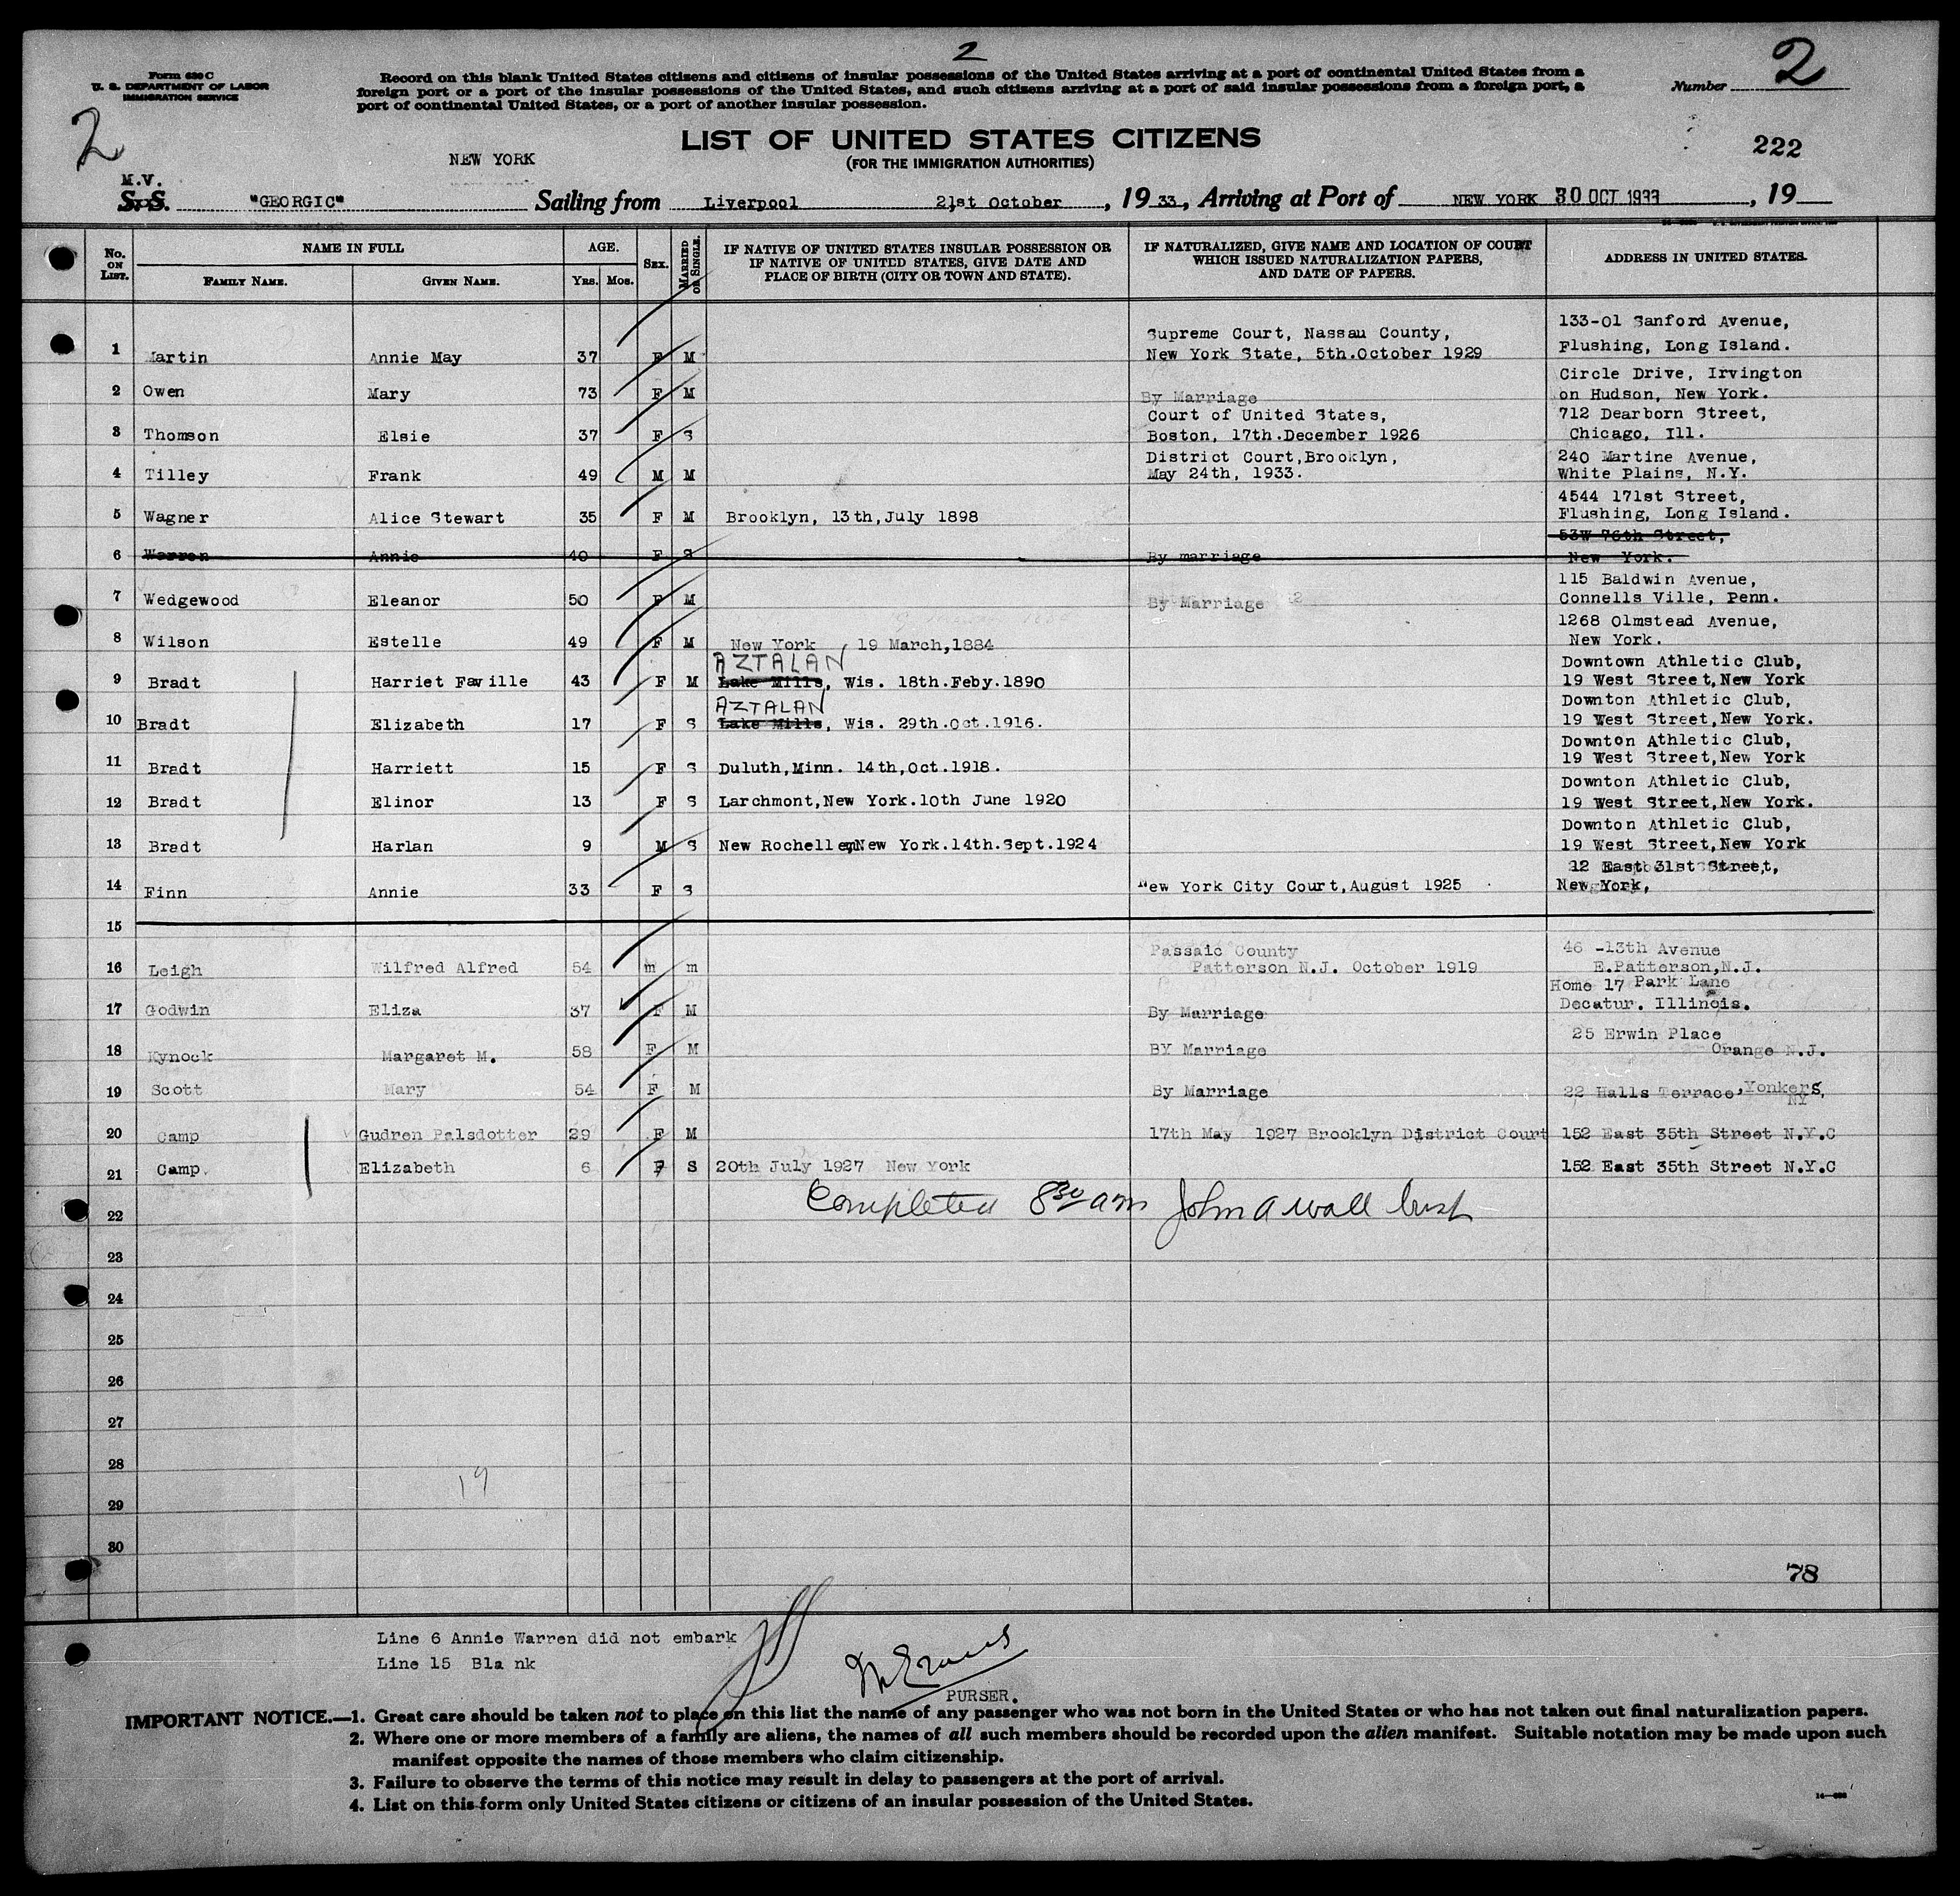 2
Form 630 C
U. S. DEPARTMENT OF LABOR
IMMIGRATION SERVICE
Record on this blank United States citizens and citizens of insular possessions of the United States arriving at a port of continental United States from a
foreign port or a port of the insular possessions of the United States, and such citizens arriving at a port of said insular possessions from a foreign port, a
port of continental United States, or a port of another insular possession.
Number 2
2
LIST OF UNITED STATES CITIZENS
(FOR THE IMMIGRATION AUTHORITIES)
222
NEW YORK
M.V.
S.S. "GEORGIC" Sailing from Liverpool 21st October, 19 33, Arriving at Port of NEW YORK 30 OCT 1933, 19
No. ON LIST. NAME IN FULL AGE. SEX. MARRIED OR SINGLE. IF NATIVE OF UNITED STATES INSULAR POSSESSION OR IF NATIVE OF UNITED STATES, GIVE DATE AND PLACE OF BIRTH (CITY OR TOWN AND STATE). IF NATURALIZED, GIVE NAME AND LOCATION OF COURT WHICH ISSUED NATURALIZATION PAPERS, AND DATE OF PAPERS. ADDRESS IN UNITED STATES.
FAMILY NAME. GIVEN NAME. YRS. MOS.
1 Martin Annie May 37 F M Supreme Court, Nassau County, New York State, 5th.October 1929 133-01 Sanford Avenue, Flushing, Long Island.
2 Owen Mary 73 F M By Marriage Circle Drive, Irvington on Hudson, New York.
3 Thomson Elsie 37 F S Court of United States, Boston, 17th.December 1926 712 Dearborn Street, Chicago, Ill.
4 Tilley Frank 49 M M District Court,Brooklyn, May 24th, 1933. 240 Martine Avenue, White Plains, N.Y.
5 Wagner Alice Stewart 35 F M Brooklyn, 13th,July 1898 4544 171st Street, Flushing, Long Island.
6 Warren Annie 40 F S By marriage 53W 76th Street, New York.
7 Wedgewood Eleanor 50 F M By Marriage 115 Baldwin Avenue, Connells Ville, Penn.
8 Wilson Estelle 49 F M New York , 19 March,1884 1268 Olmstead Avenue, New York.
9 Bradt Harriet Faville 43 F M AZTALAN Lake Mills, Wis. 18th.Feby.1890 Downtown Athletic Club, 19 West Street,New York
10 Bradt Elizabeth 17 F S AZTALAN Lake Mills, Wis. 29th.Oct.1916. Downton Athletic Club, 19 West Street,New York.
11 Bradt Harriett 15 F S Duluth,Minn. 14th,Oct.1918. Downton Athletic Club, 19 West Street,New York
12 Bradt Elinor 13 F S Larchmont,New York.10th June 1920 Downton Athletic Club, 19 West Street,New York.
13 Bradt Harlan 9 M S New Rochelle,New York.14th.Sept.1924 Downton Athletic Club, 19 West Street,New York
14 Finn Annie 33 F S New York City Court,August 1925 12 East 31st Street, New York,
15
16 Leigh Wilfred Alfred 54 m m Passaic County Patterson N.J. October 1919 46 -13th Avenue E.Patterson,N.J.
17 Godwin Eliza 37 F M By Marriage Home 17 Park Lane Decatur. Illinois.
18 Kynock Margaret M. 58 F M BY Marriage 25 Erwin Place Orange N.J.
19 Scott Mary 54 F M By Marriage 22 Halls Terrace,Yonkers, NY
20 Camp Gudren Palsdotter 29 F M 17th May 1927 Brooklyn District Court 152 East 35th Street N.Y.C
21 Camp. Elizabeth 6 F S 20th July 1927 New York 152 East 35th Street N.Y.C
22 Completed 8 30 am John A Wall Insp
23
24
25
26
27
28
19
29
30
78
Line 6 Annie Warren did not embark
Line 15 Bla nk
PURSER.
IMPORTANT NOTICE.—1. Great care should be taken not to place on this list the name of any passenger who was not born in the United States or who has not taken out final naturalization papers.
2. Where one or more members of a family are aliens, the names of all such members should be recorded upon the alien manifest. Suitable notation may be made upon such
manifest opposite the names of those members who claim citizenship.
3. Failure to observe the terms of this notice may result in delay to passengers at the port of arrival.
4. List on this form only United States citizens or citizens of an insular possession of the United States.